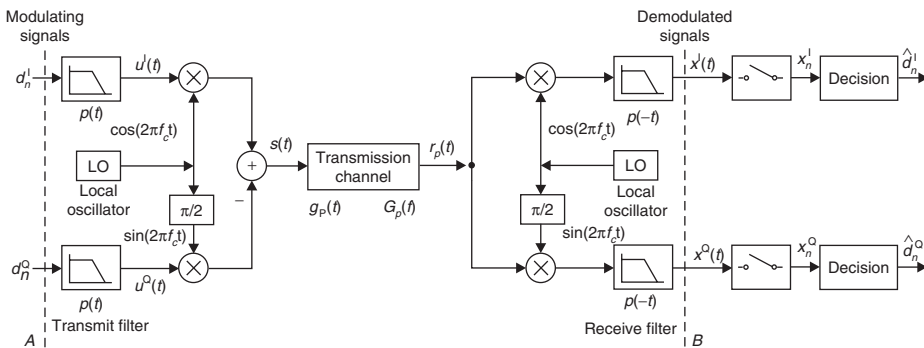 Modulating
signals
Demodulated
signals
d_n^I
u^I(t)
p(t)
cos(2πf_ct)
LO
Local
oscillator
π/2
sin(2πf_ct)
d_n^Q
u^Q(t)
p(t)
A
Transmit filter
+
−
s(t)
Transmission
channel
g_P(t)
G_p(f)
r_p(t)
cos(2πf_ct)
LO
Local
oscillator
π/2
sin(2πf_ct)
p(−t)
x^I(t)
x_n^I
Decision
d̂_n^I
p(−t)
x^Q(t)
x_n^Q
Decision
d̂_n^Q
Receive filter
B